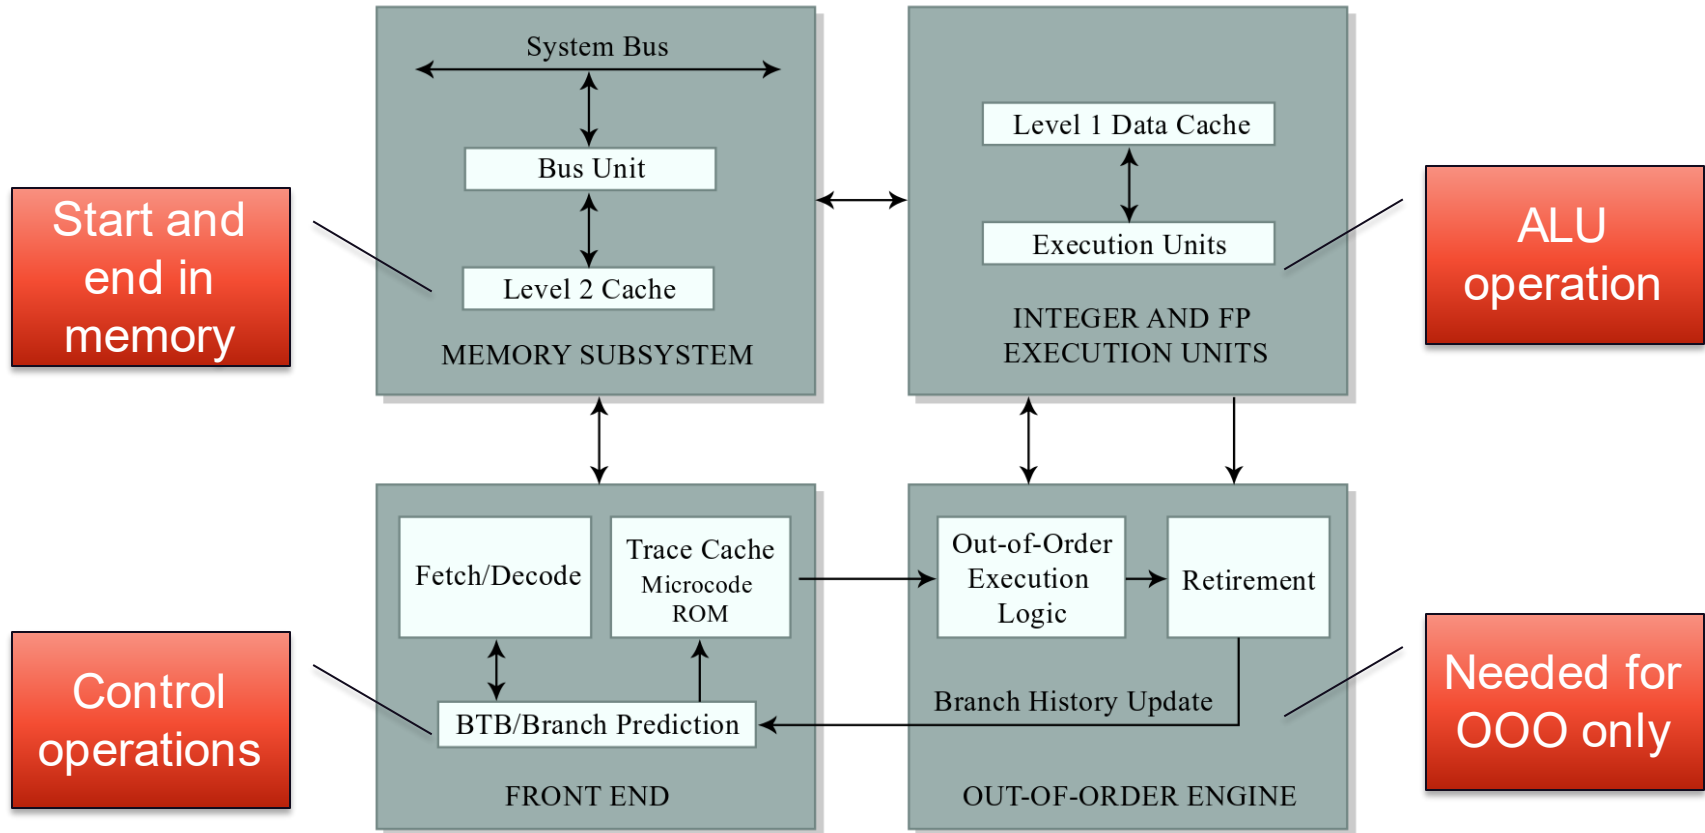 System Bus
Bus Unit
Level 2 Cache
MEMORY SUBSYSTEM
Level 1 Data Cache
Execution Units
INTEGER AND FP
EXECUTION UNITS
Start and
end in
memory
ALU
operation
Fetch/Decode
Trace Cache
Microcode
ROM
BTB/Branch Prediction
FRONT END
Out-of-Order
Execution
Logic
Retirement
Branch History Update
OUT-OF-ORDER ENGINE
Control
operations
Needed for
OOO only